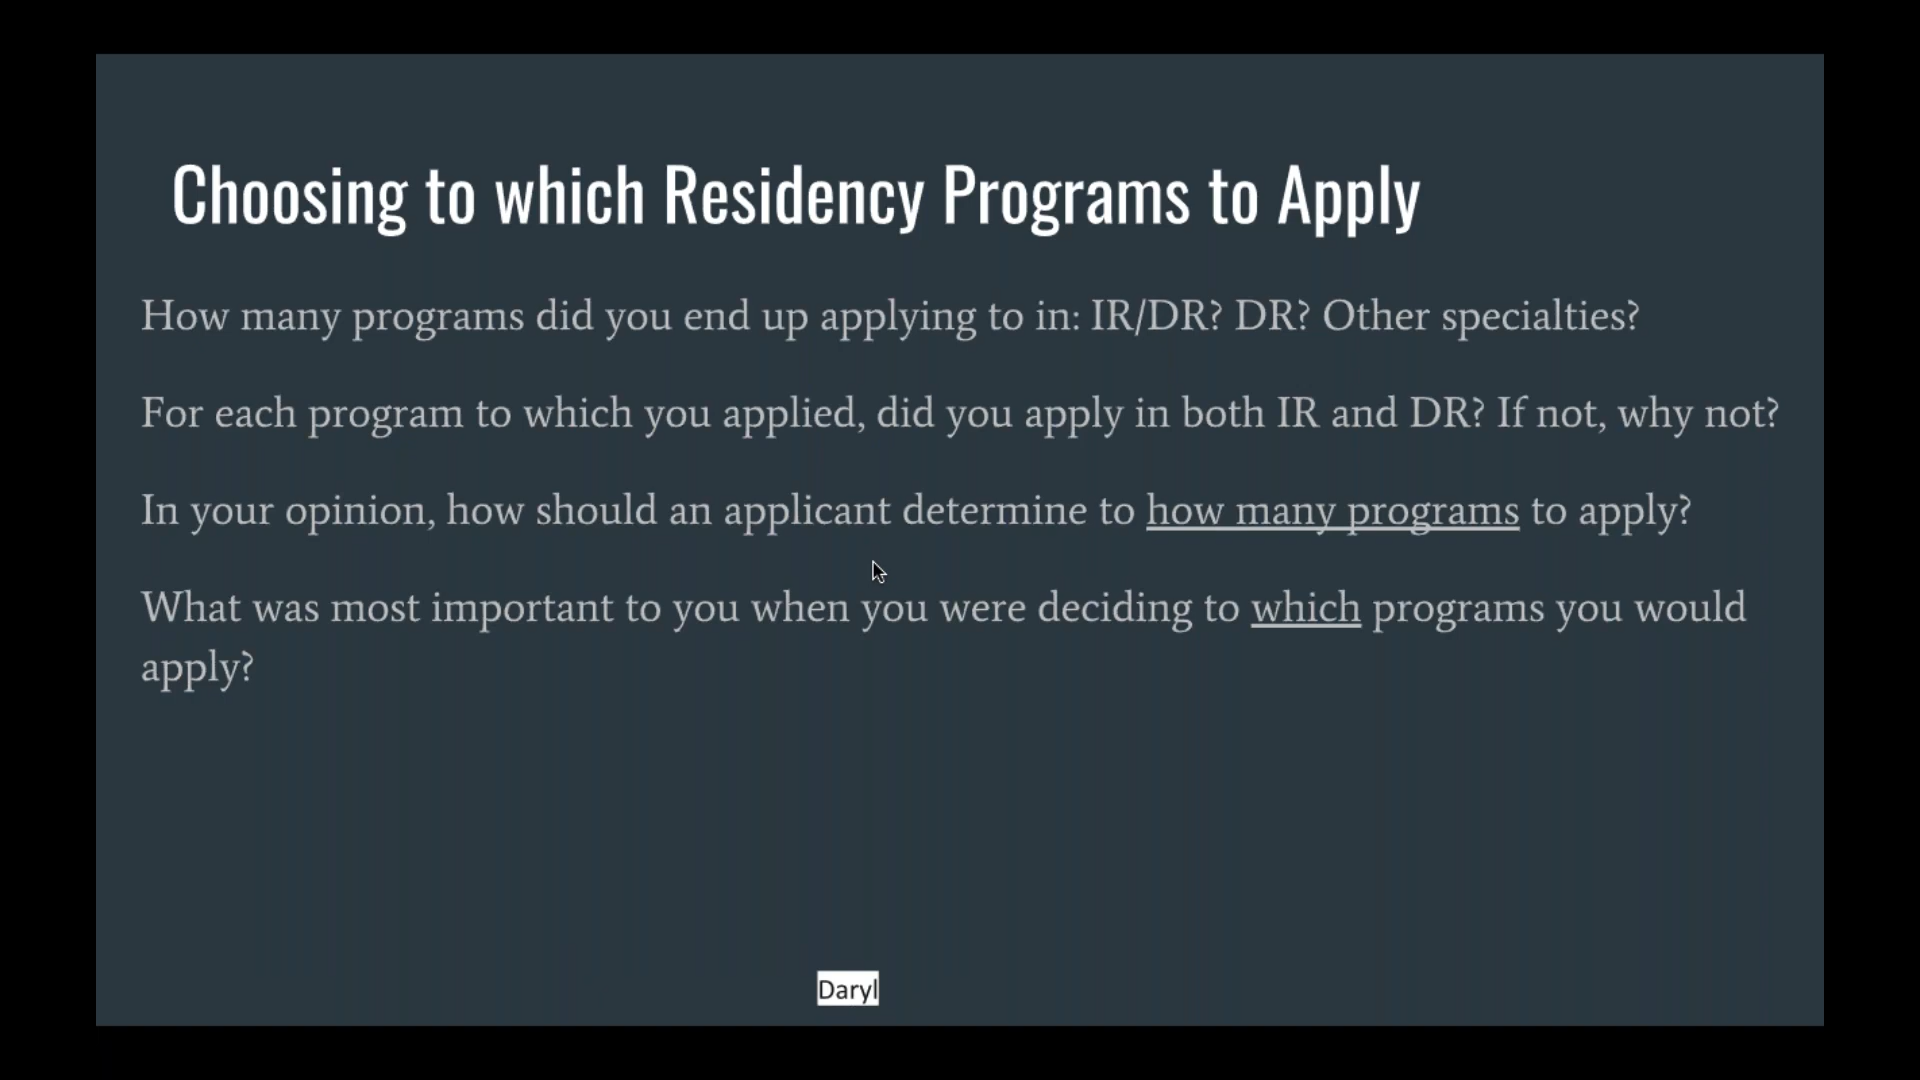 Choosing to which Residency Programs to Apply
How many programs did you end up applying to in: IR/DR? DR? Other specialties?
For each program to which you applied, did you apply in both IR and DR? If not, why not?
In your opinion, how should an applicant determine to how many programs to apply?
What was most important to you when you were deciding to which programs you would
apply?
Daryl